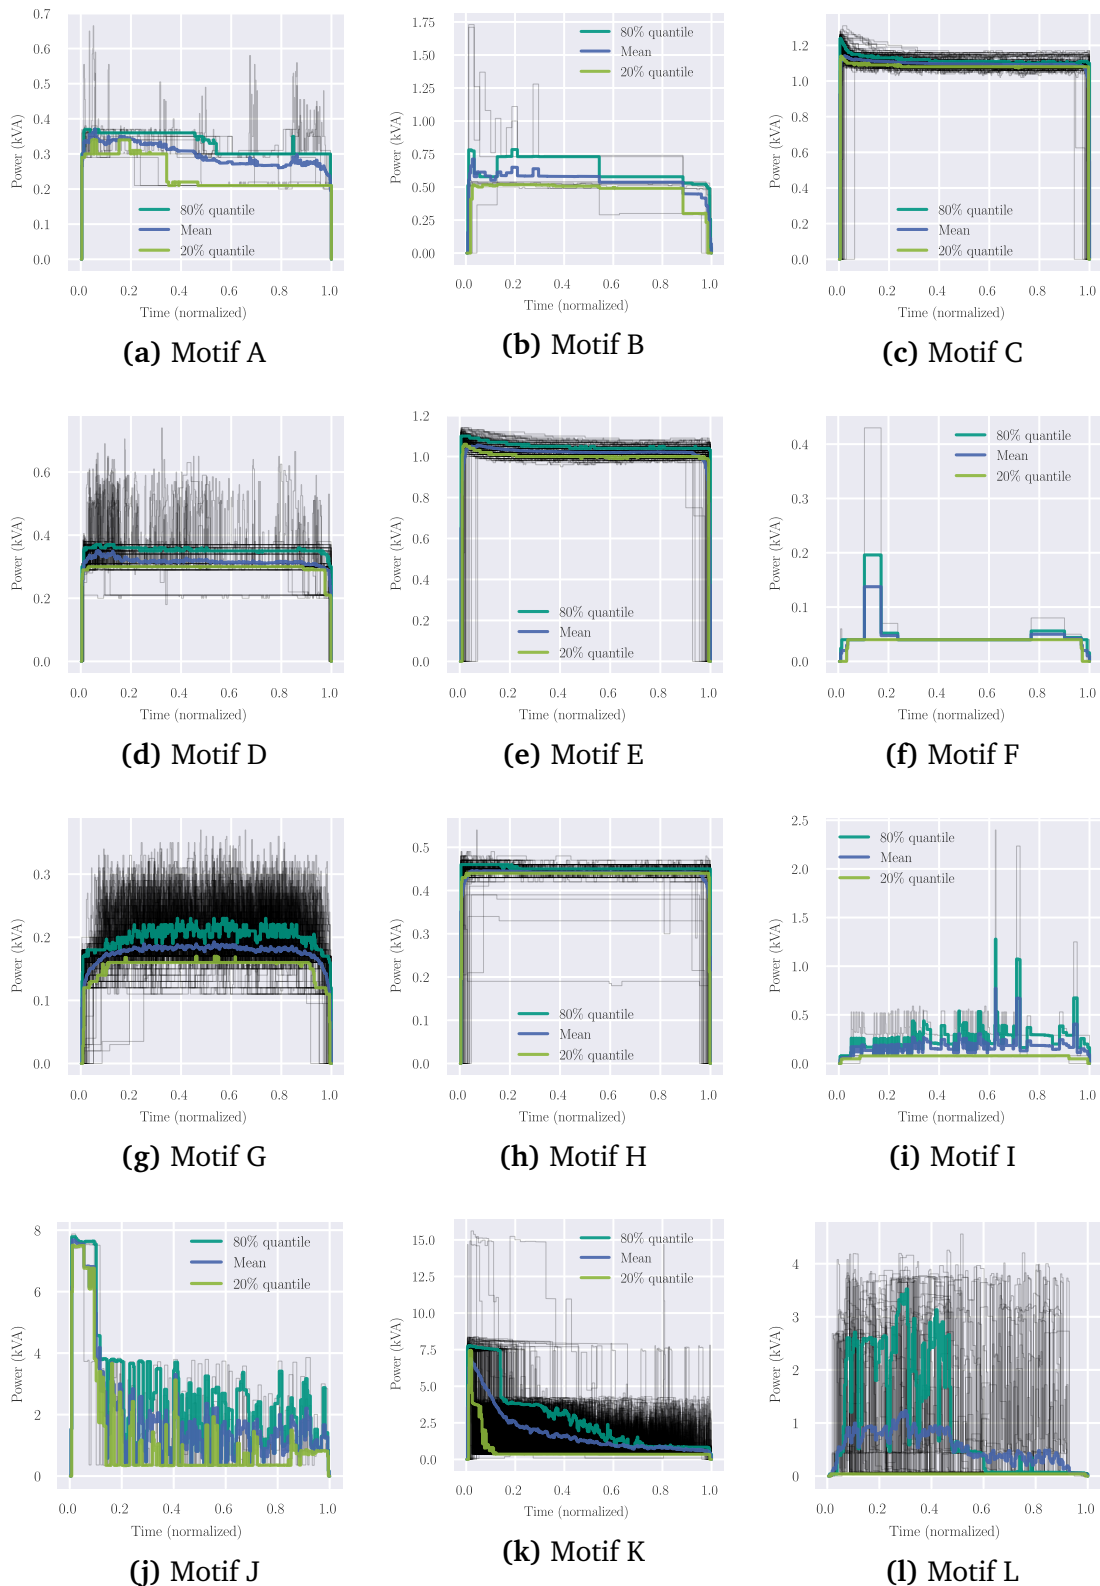 0.7
0.6
0.5
0.4
0.3
0.2
0.1
0.0
Power (kVA)
80% quantile
Mean
20% quantile
0.0 0.2 0.4 0.6 0.8 1.0
Time (normalized)
(a) Motif A
1.75
1.50
1.25
1.00
0.75
0.50
0.25
0.00
Power (kVA)
80% quantile
Mean
20% quantile
0.0 0.2 0.4 0.6 0.8 1.0
Time (normalized)
(b) Motif B
1.2
1.0
0.8
0.6
0.4
0.2
0.0
Power (kVA)
80% quantile
Mean
20% quantile
0.0 0.2 0.4 0.6 0.8 1.0
Time (normalized)
(c) Motif C
0.6
0.4
0.2
0.0
Power (kVA)
0.0 0.2 0.4 0.6 0.8 1.0
Time (normalized)
(d) Motif D
1.2
1.0
0.8
0.6
0.4
0.2
0.0
Power (kVA)
80% quantile
Mean
20% quantile
0.0 0.2 0.4 0.6 0.8 1.0
Time (normalized)
(e) Motif E
0.4
0.3
0.2
0.1
0.0
Power (kVA)
80% quantile
Mean
20% quantile
0.0 0.2 0.4 0.6 0.8 1.0
Time (normalized)
(f) Motif F
0.3
0.2
0.1
0.0
Power (kVA)
0.0 0.2 0.4 0.6 0.8 1.0
Time (normalized)
(g) Motif G
0.5
0.4
0.3
0.2
0.1
0.0
Power (kVA)
80% quantile
Mean
20% quantile
0.0 0.2 0.4 0.6 0.8 1.0
Time (normalized)
(h) Motif H
2.5
2.0
1.5
1.0
0.5
0.0
Power (kVA)
80% quantile
Mean
20% quantile
0.0 0.2 0.4 0.6 0.8 1.0
Time (normalized)
(i) Motif I
8
6
4
2
0
Power (kVA)
80% quantile
Mean
20% quantile
0.0 0.2 0.4 0.6 0.8 1.0
Time (normalized)
(j) Motif J
15.0
12.5
10.0
7.5
5.0
2.5
0.0
Power (kVA)
80% quantile
Mean
20% quantile
0.0 0.2 0.4 0.6 0.8 1.0
Time (normalized)
(k) Motif K
4
3
2
1
0
Power (kVA)
0.0 0.2 0.4 0.6 0.8 1.0
Time (normalized)
(l) Motif L